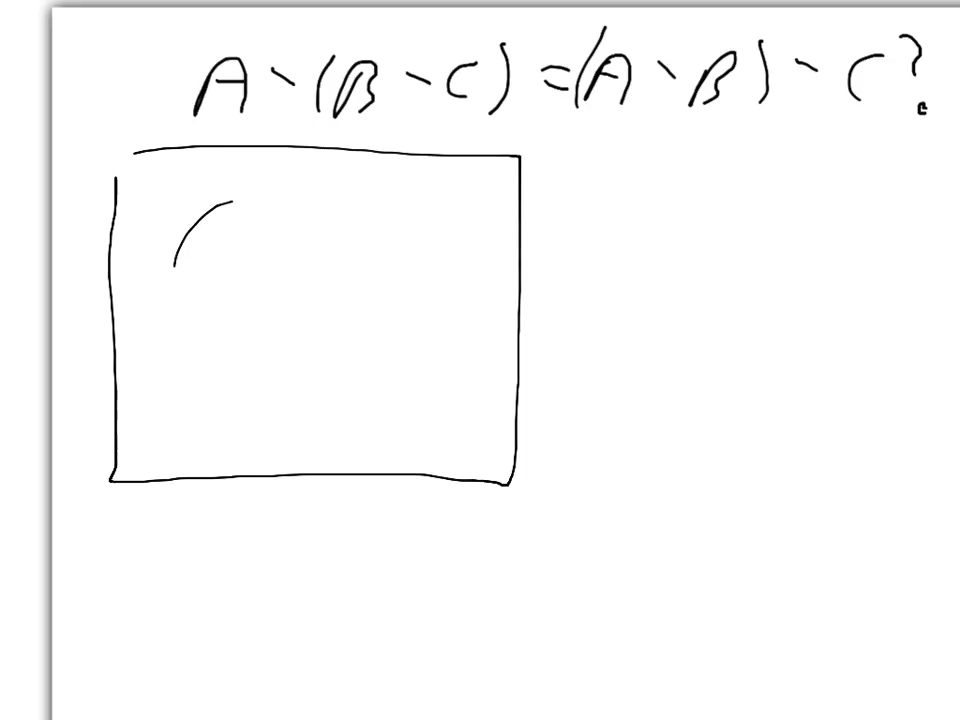 A \ (B \ C) = (A \ B) \ C?